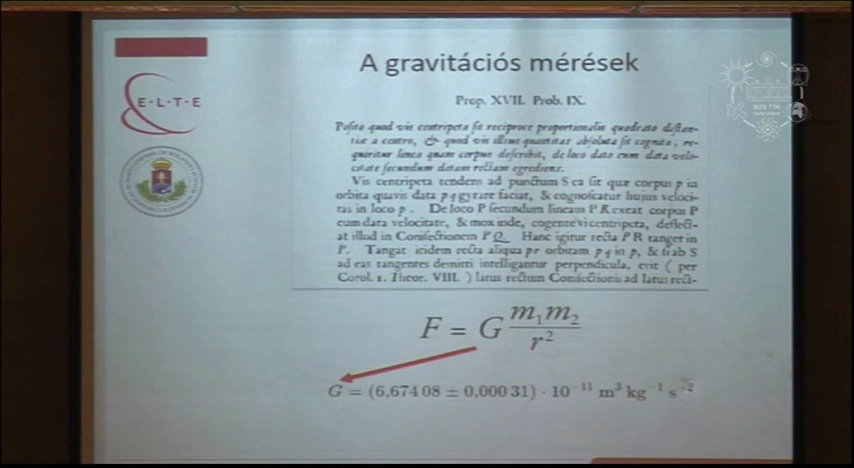 A gravitációs mérések
E·L·T·E
Prop. XVII. Prob. IX.
Posito quod vis centripeta sit reciproce proportionalis quadrato distan-
tiæ a centro, & quod vis illius quantitas absoluta sit cognita; re-
quiritur linea quam corpus describit, de loco dato cum data velo-
citate secundum datam rectam egrediens.
Vis centripeta tendens ad punctum S ea sit quæ corpus p in
orbita quavis data pq gyrare faciat, & cognoscatur hujus veloci-
tas in loco p. De loco P secundum lineam PR exeat corpus P
cum data velocitate, & mox inde, cogente vi centripeta, deflect-
at illud in Conisectionem PQ. Hanc igitur recta PR tanget in
P. Tangat itidem recta aliqua pr orbitam pq in p, & si ab S
ad eas tangentes demitti intelligantur perpendicula, erit (per
Corol. 1. Theor. VIII.) latus rectum Conisectionis ad latus rect-
F = G m₁m₂ / r²
G = (6,674 08 ± 0,000 31) · 10⁻¹¹ m³ kg⁻¹ s⁻²